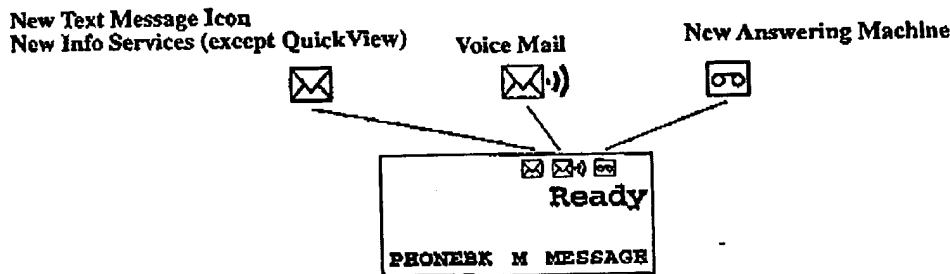 New Text Message Icon
New Info Services (except QuickView)
Voice Mail
New Answering Machine
Ready
PHONEBK M MESSAGE